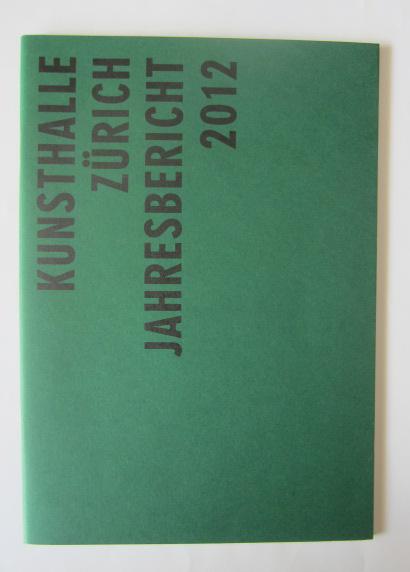 KUNSTHALLE
ZÜRICH
JAHRESBERICHT
2012